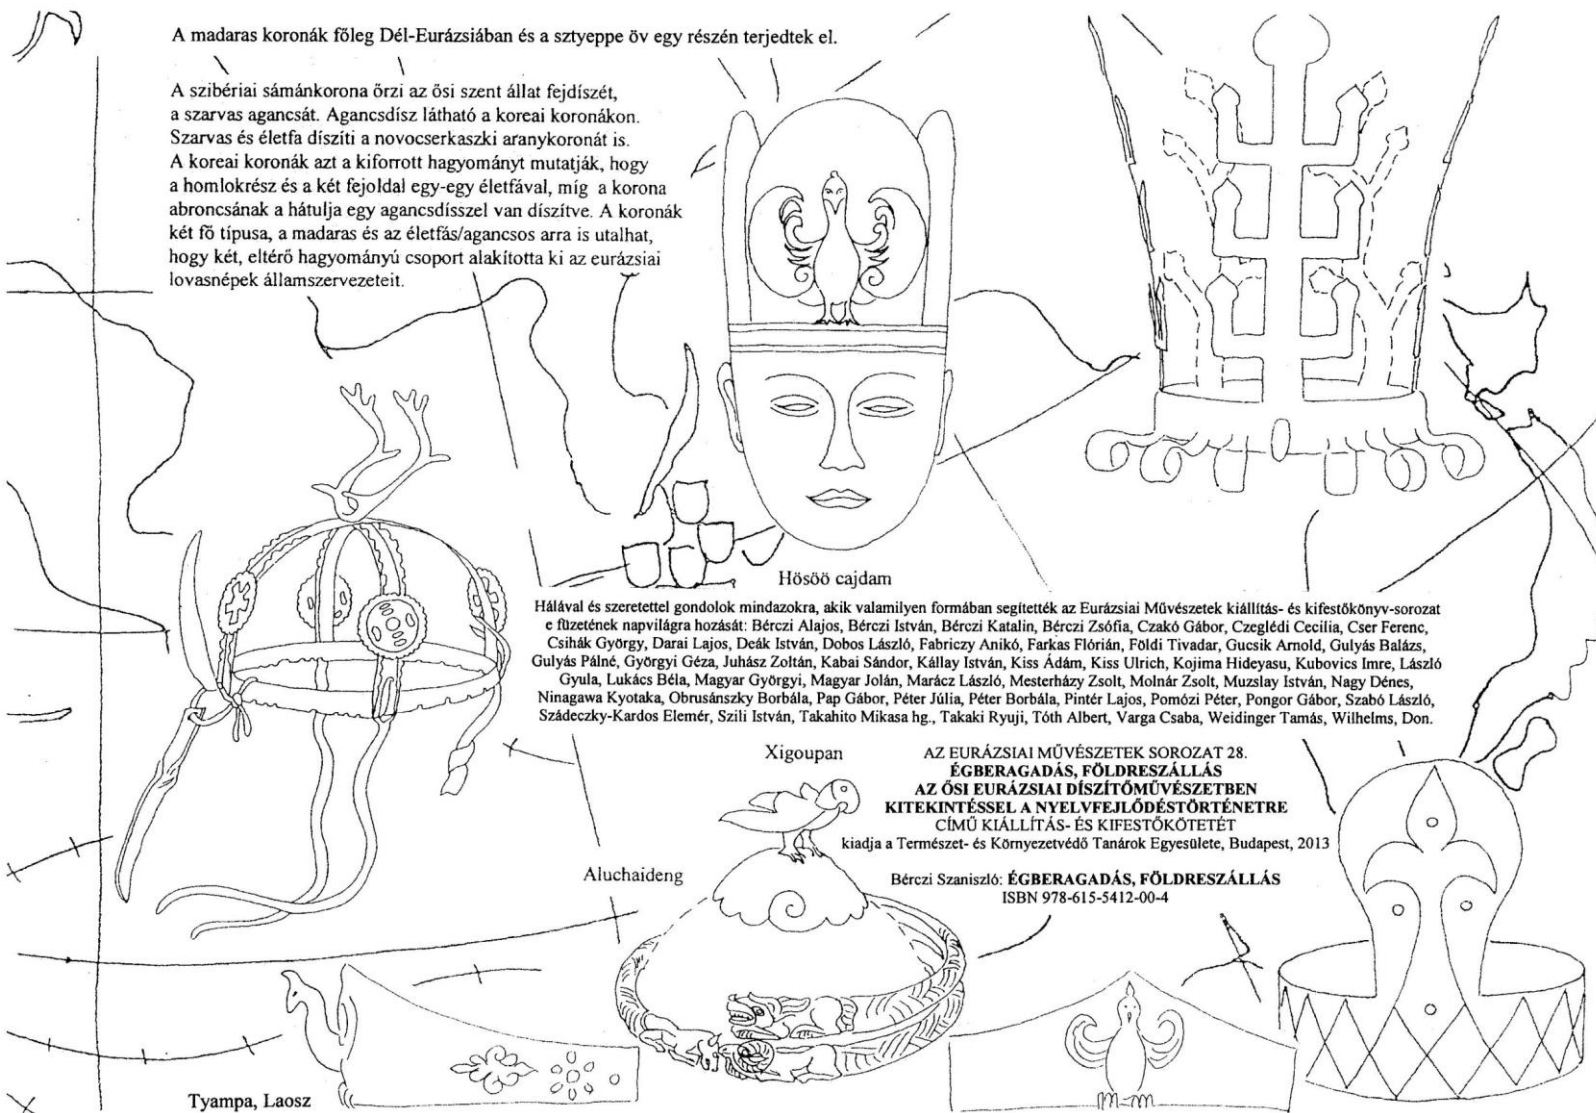 A madaras koronák főleg Dél-Eurázsiában és a sztyeppe öv egy részén terjedtek el.
A szibériai sámánkorona őrzi az ősi szent állat fejdíszét,
a szarvas agancsát. Agancsdísz látható a koreai koronákon.
Szarvas és életfa díszíti a novocserkaszki aranykoronát is.
A koreai koronák azt a kiforrott hagyományt mutatják, hogy
a homlokrész és a két fejoldal egy-egy életfával, míg a korona
abroncsának a hátulja egy agancsdísszel van díszítve. A koronák
két fő típusa, a madaras és az életfás/agancsos arra is utalhat,
hogy két, eltérő hagyományú csoport alakította ki az eurázsiai
lovasnépek államszervezeteit.
Hösöö cajdam
Hálával és szeretettel gondolok mindazokra, akik valamilyen formában segítették az Eurázsiai Művészetek kiállítás- és kifestőkönyv-sorozat
e füzetének napvilágra hozását: Bérczi Alajos, Bérczi István, Bérczi Katalin, Bérczi Zsófia, Czakó Gábor, Czeglédi Cecilia, Cser Ferenc,
Csihák György, Darai Lajos, Deák István, Dobos László, Fabriczy Anikó, Farkas Flórián, Földi Tivadar, Gucsik Arnold, Gulyás Balázs,
Gulyás Pálné, Györgyi Géza, Juhász Zoltán, Kabai Sándor, Kállay István, Kiss Ádám, Kiss Ulrich, Kojima Hideyasu, Kubovics Imre, László
Gyula, Lukács Béla, Magyar Györgyi, Magyar Jolán, Marácz László, Mesterházy Zsolt, Molnár Zsolt, Muzslay István, Nagy Dénes,
Ninagawa Kyotaka, Obrusánszky Borbála, Pap Gábor, Péter Júlia, Péter Borbála, Pintér Lajos, Pomózi Péter, Pongor Gábor, Szabó László,
Szádeczky-Kardos Elemér, Szili István, Takahito Mikasa hg., Takaki Ryuji, Tóth Albert, Varga Csaba, Weidinger Tamás, Wilhelms, Don.
Xigoupan
AZ EURÁZSIAI MŰVÉSZETEK SOROZAT 28.
ÉGBERAGADÁS, FÖLDRESZÁLLÁS
AZ ŐSI EURÁZSIAI DÍSZÍTŐMŰVÉSZETBEN
KITEKINTÉSSEL A NYELVFEJLŐDÉSTÖRTÉNETRE
CÍMŰ KIÁLLÍTÁS- ÉS KIFESTŐKÖTETÉT
kiadja a Természet- és Környezetvédő Tanárok Egyesülete, Budapest, 2013
Aluchaideng
Bérczi Szaniszló: ÉGBERAGADÁS, FÖLDRESZÁLLÁS
ISBN 978-615-5412-00-4
Tyampa, Laosz